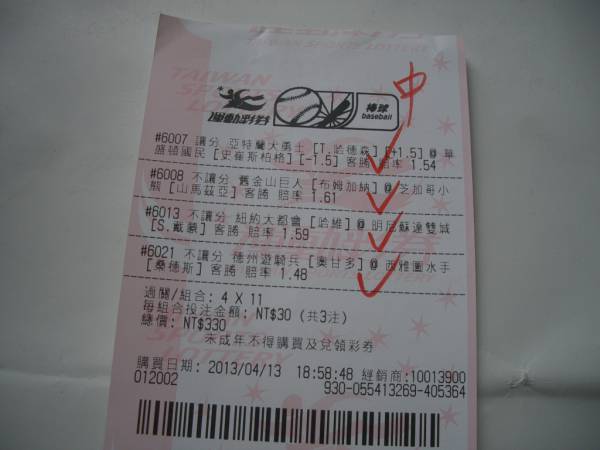 TAIWAN SPORTS LOTTERY
TAIWAN
SPORTS
LOTTERY
中
運動彩券
棒球
baseball
#6007 讓分 亞特蘭大勇士 [T.哈德森] [+1.5] @ 華
盛頓國民 [史崔斯柏格] [-1.5] 客勝 賠率 1.54
#6008 不讓分 舊金山巨人 [布姆加納] @ 芝加哥小
熊 [山馬茲亞] 客勝 賠率 1.61
#6013 不讓分 紐約大都會 [哈維] @ 明尼蘇達雙城
[S.戴蒙] 客勝 賠率 1.59
#6021 不讓分 德州遊騎兵 [奧甘多] @ 西雅圖水手
[桑德斯] 客勝 賠率 1.48
過關/組合: 4 X 11
每組合投注金額: NT$30 (共3注)
總價: NT$330
未成年不得購買及兌領彩券
購買日期: 2013/04/13 18:58:48 經銷商:10013900
012002 930-055413269-405364